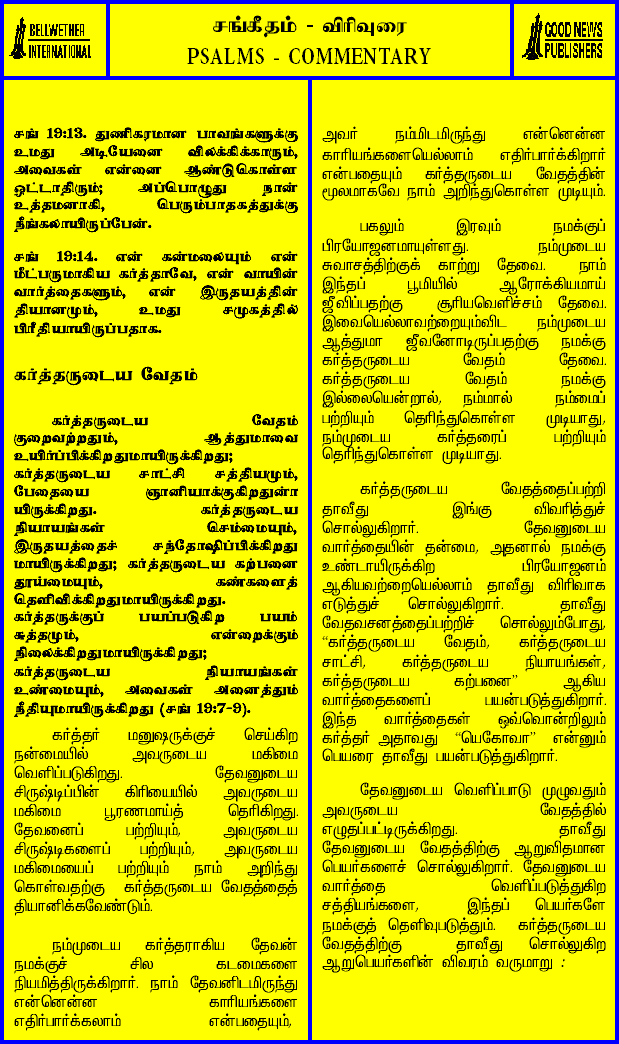 BELLWETHER
INTERNATIONAL
சங்கீதம் - விரிவுரை
PSALMS - COMMENTARY
GOOD NEWS
PUBLISHERS
சங் 19:13. துணிகரமான பாவங்களுக்கு
உமது அடியேனை விலக்கிக்காரும்,
அவைகள் என்னை ஆண்டுகொள்ள
ஒட்டாதிரும்; அப்பொழுது நான்
உத்தமனாகி, பெரும்பாதகத்துக்கு
நீங்கலாயிருப்பேன்.
சங் 19:14. என் கன்மலையும் என்
மீட்பருமாகிய கர்த்தாவே, என் வாயின்
வார்த்தைகளும், என் இருதயத்தின்
தியானமும், உமது சமுகத்தில்
பிரீதியாயிருப்பதாக.
கர்த்தருடைய வேதம்
கர்த்தருடைய வேதம்
குறைவற்றதும், ஆத்துமாவை
உயிர்ப்பிக்கிறதுமாயிருக்கிறது;
கர்த்தருடைய சாட்சி சத்தியமும்,
பேதையை ஞானியாக்குகிறதுனா
யிருக்கிறது. கர்த்தருடைய
நியாயங்கள் செம்மையும்,
இருதயத்தைச் சந்தோஷிப்பிக்கிறது
மாயிருக்கிறது; கர்த்தருடைய கற்பனை
தூய்மையும், கண்களைத்
தெளிவிக்கிறதுமாயிருக்கிறது.
கர்த்தருக்குப் பயப்படுகிற பயம்
சுத்தமும், என்றைக்கும்
நிலைக்கிறதுமாயிருக்கிறது;
கர்த்தருடைய நியாயங்கள்
உண்மையும், அவைகள் அனைத்தும்
நீதியுமாயிருக்கிறது (சங் 19:7-9).
கர்த்தர் மனுஷருக்குச் செய்கிற
நன்மையில் அவருடைய மகிமை
வெளிப்படுகிறது. தேவனுடைய
சிருஷ்டிப்பின் கிரியையில் அவருடைய
மகிமை பூரணமாய்த் தெரிகிறது.
தேவனைப் பற்றியும், அவருடைய
சிருஷ்டிகளைப் பற்றியும், அவருடைய
மகிமையைப் பற்றியும் நாம் அறிந்து
கொள்வதற்கு கர்த்தருடைய வேதத்தைத்
தியானிக்கவேண்டும்.
நம்முடைய கர்த்தராகிய தேவன்
நமக்குச் சில கடமைகளை
நியமித்திருக்கிறார். நாம் தேவனிடமிருந்து
என்னென்ன காரியங்களை
எதிர்பார்க்கலாம் என்பதையும்,
அவர் நம்மிடமிருந்து என்னென்ன
காரியங்களையெல்லாம் எதிர்பார்க்கிறார்
என்பதையும் கர்த்தருடைய வேதத்தின்
மூலமாகவே நாம் அறிந்துகொள்ள முடியும்.
பகலும் இரவும் நமக்குப்
பிரயோஜனமாயுள்ளது. நம்முடைய
சுவாசத்திற்குக் காற்று தேவை. நாம்
இந்தப் பூமியில் ஆரோக்கியமாய்
ஜீவிப்பதற்கு சூரியவெளிச்சம் தேவை.
இவையெல்லாவற்றையும்விட நம்முடைய
ஆத்துமா ஜீவனோடிருப்பதற்கு நமக்கு
கர்த்தருடைய வேதம் தேவை.
கர்த்தருடைய வேதம் நமக்கு
இல்லையென்றால், நம்மால் நம்மைப்
பற்றியும் தெரிந்துகொள்ள முடியாது,
நம்முடைய கர்த்தரைப் பற்றியும்
தெரிந்துகொள்ள முடியாது.
கர்த்தருடைய வேதத்தைப்பற்றி
தாவீது இங்கு விவரித்துச்
சொல்லுகிறார். தேவனுடைய
வார்த்தையின் தன்மை, அதனால் நமக்கு
உண்டாயிருக்கிற பிரயோஜனம்
ஆகியவற்றையெல்லாம் தாவீது விரிவாக
எடுத்துச் சொல்லுகிறார். தாவீது
வேதவசனத்தைப்பற்றிச் சொல்லும்போது,
“கர்த்தருடைய வேதம், கர்த்தருடைய
சாட்சி, கர்த்தருடைய நியாயங்கள்,
கர்த்தருடைய கற்பனை” ஆகிய
வார்த்தைகளைப் பயன்படுத்துகிறார்.
இந்த வார்த்தைகள் ஒவ்வொன்றிலும்
கர்த்தர் அதாவது “யெகோவா” என்னும்
பெயரை தாவீது பயன்படுத்துகிறார்.
தேவனுடைய வெளிப்பாடு முழுவதும்
அவருடைய வேதத்தில்
எழுதப்பட்டிருக்கிறது. தாவீது
தேவனுடைய வேதத்திற்கு ஆறுவிதமான
பெயர்களைச் சொல்லுகிறார். தேவனுடைய
வார்த்தை வெளிப்படுத்துகிற
சத்தியங்களை, இந்தப் பெயர்களே
நமக்குத் தெளிவுபடுத்தும். கர்த்தருடைய
வேதத்திற்கு தாவீது சொல்லுகிற
ஆறுபெயர்களின் விவரம் வருமாறு :